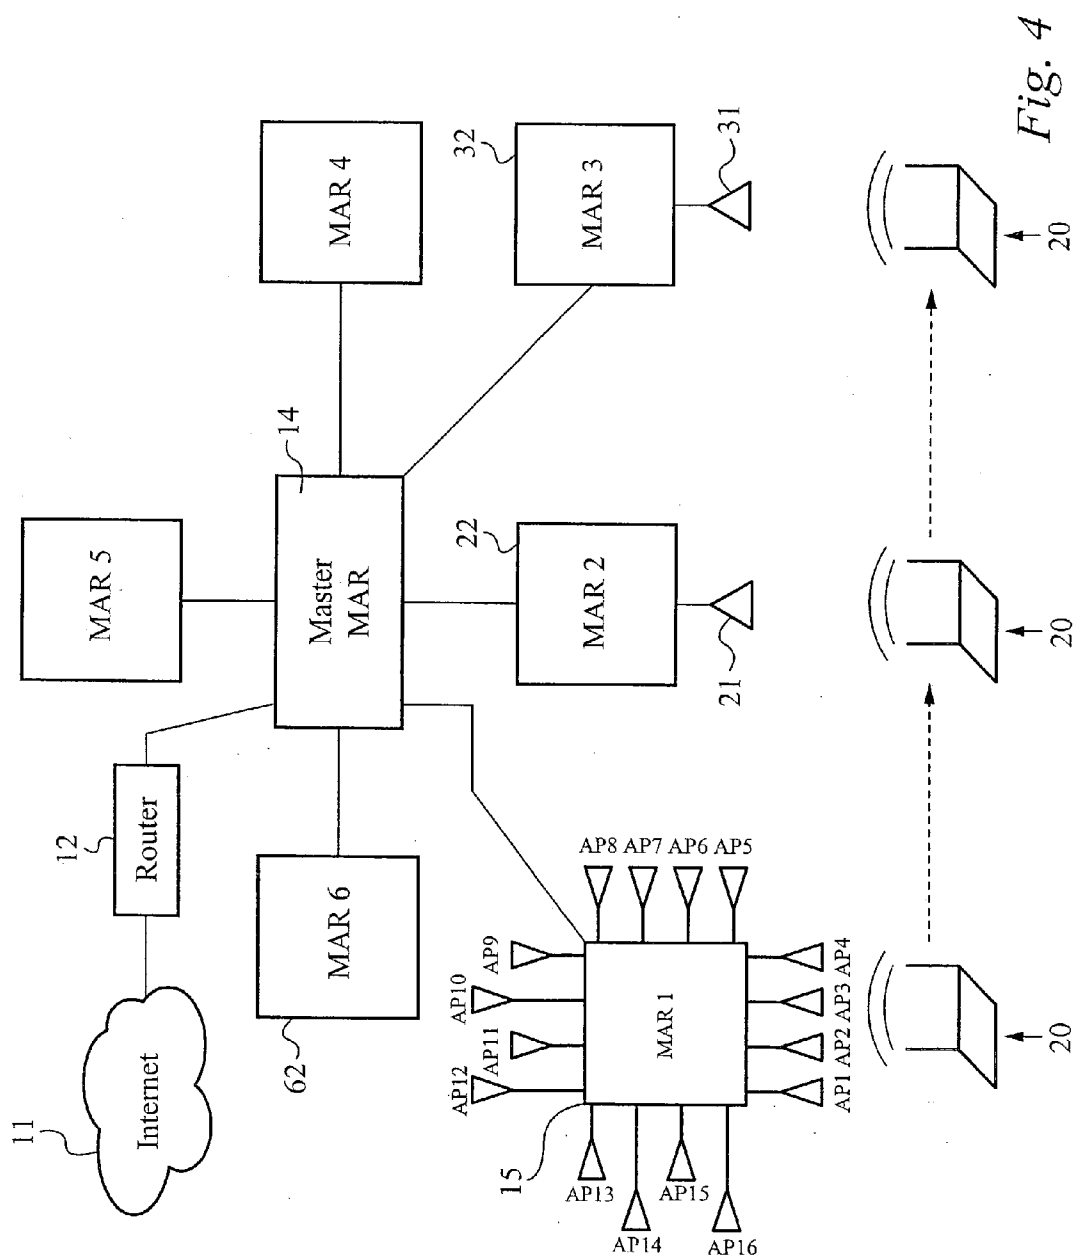 11
Internet
12
Router
MAR 5
14
Master
MAR
MAR 4
62
MAR 6
22
MAR 2
21
32
MAR 3
31
15
MAR 1
AP12
AP11
AP10
AP9
AP8
AP7
AP6
AP5
AP13
AP14
AP15
AP16
AP1
AP2
AP3
AP4
20
20
20
Fig. 4